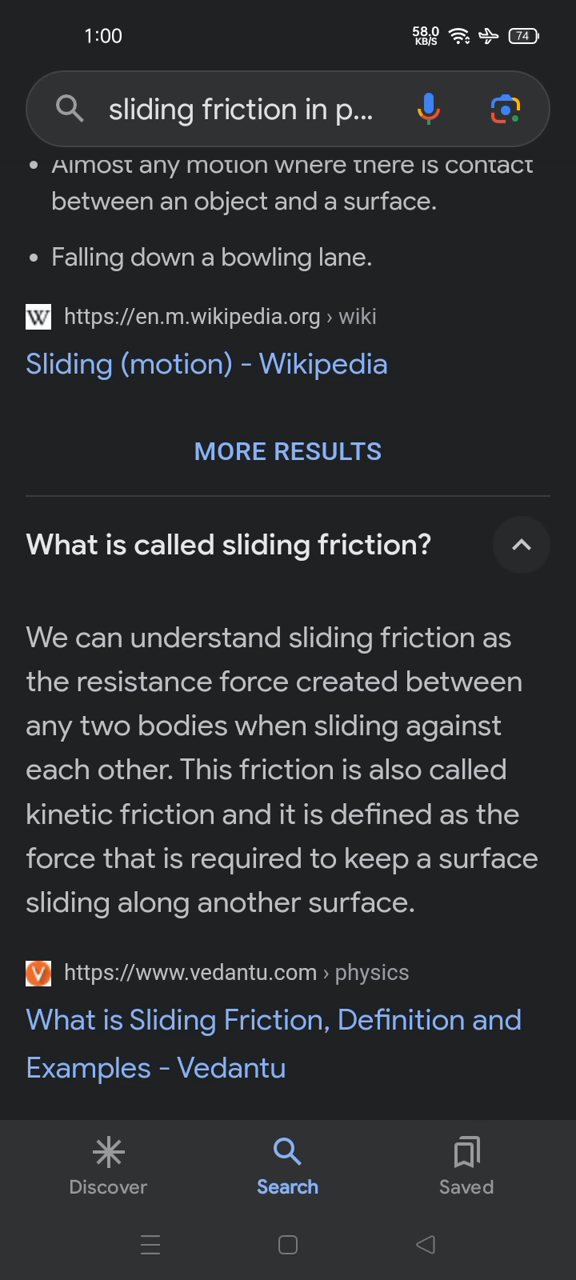 1:00
58.0
KB/S
74
sliding friction in p...
• Almost any motion where there is contact
between an object and a surface.
• Falling down a bowling lane.
W https://en.m.wikipedia.org › wiki
Sliding (motion) - Wikipedia
MORE RESULTS
What is called sliding friction?
We can understand sliding friction as
the resistance force created between
any two bodies when sliding against
each other. This friction is also called
kinetic friction and it is defined as the
force that is required to keep a surface
sliding along another surface.
V https://www.vedantu.com › physics
What is Sliding Friction, Definition and
Examples - Vedantu
Discover
Search
Saved